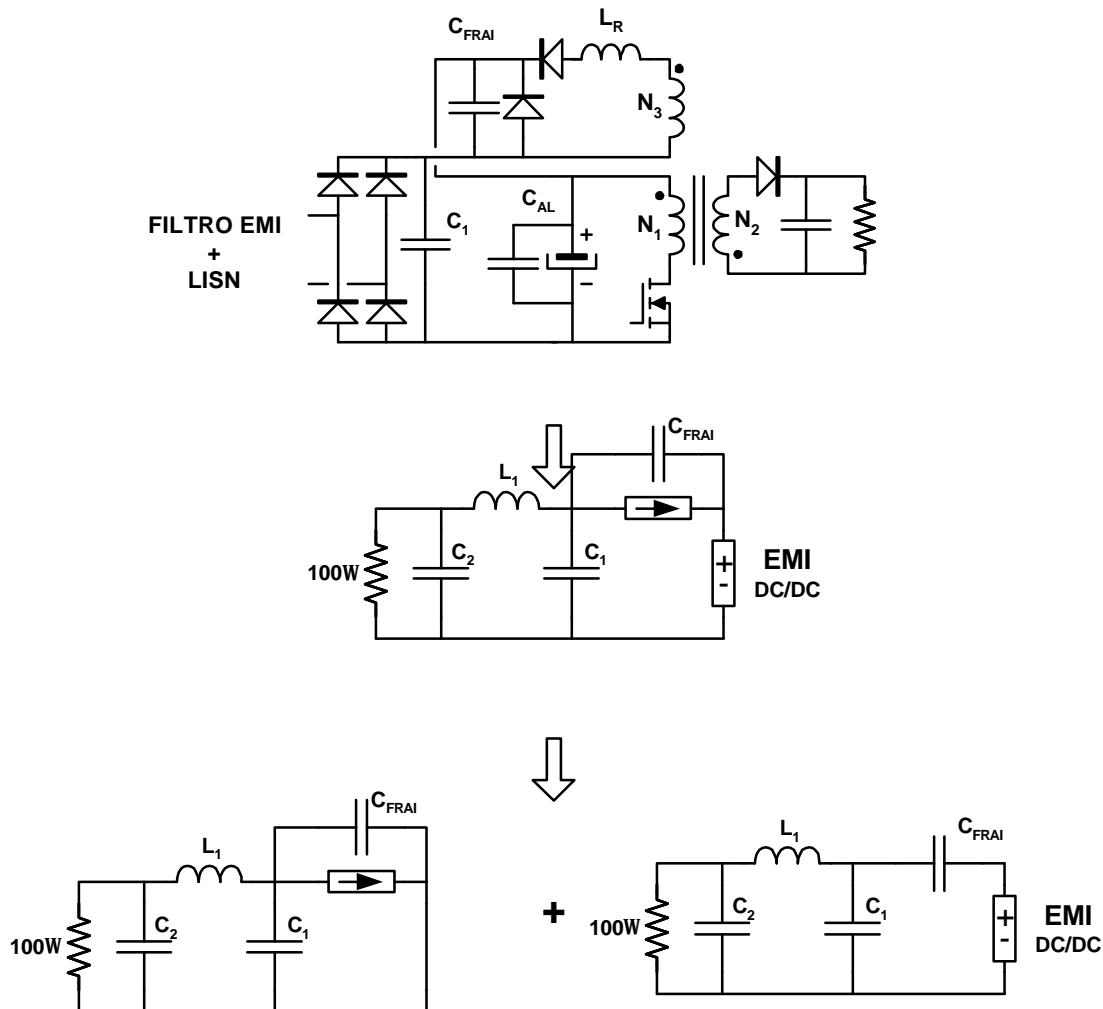 C_FRAI
L_R
N_3
C_AL
C_1
N_1
N_2
+
-
FILTRO EMI
+
LISN
C_FRAI
L_1
C_2
C_1
100W
+
-
EMI
DC/DC
C_FRAI
L_1
C_2
C_1
100W
+
L_1
C_FRAI
C_2
C_1
100W
+
-
EMI
DC/DC